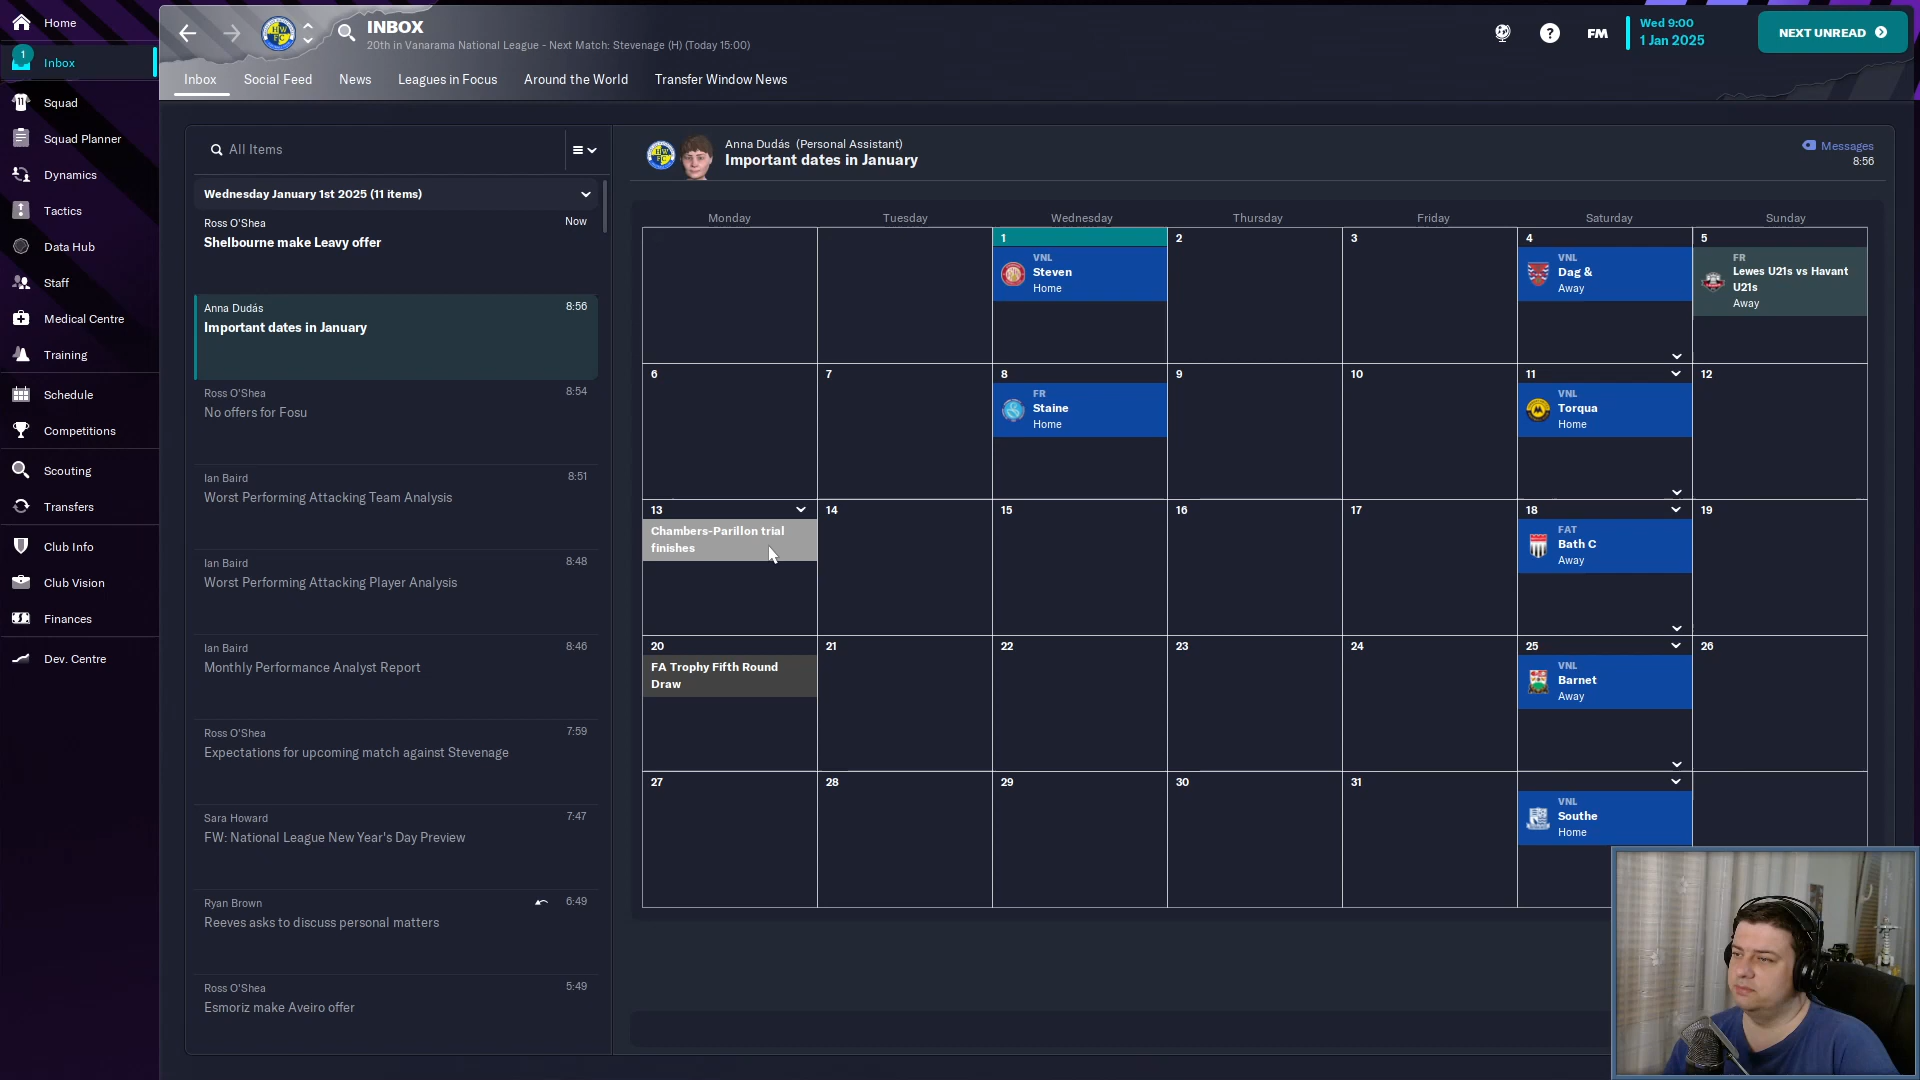 Home
Inbox
1
Squad
Squad Planner
Dynamics
Tactics
Data Hub
Staff
Medical Centre
Training
Schedule
Competitions
Scouting
Transfers
Club Info
Club Vision
Finances
Dev. Centre
INBOX
20th in Vanarama National League - Next Match: Stevenage (H) (Today 15:00)
FM
Wed 9:00
1 Jan 2025
NEXT UNREAD
Inbox
Social Feed
News
Leagues in Focus
Around the World
Transfer Window News
All Items
Wednesday January 1st 2025 (11 items)
Ross O'Shea
Now
Shelbourne make Leavy offer
Anna Dudás
8:56
Important dates in January
Ross O'Shea
8:54
No offers for Fosu
Ian Baird
8:51
Worst Performing Attacking Team Analysis
Ian Baird
8:48
Worst Performing Attacking Player Analysis
Ian Baird
8:46
Monthly Performance Analyst Report
Ross O'Shea
7:59
Expectations for upcoming match against Stevenage
Sara Howard
7:47
FW: National League New Year's Day Preview
Ryan Brown
6:49
Reeves asks to discuss personal matters
Ross O'Shea
5:49
Esmoriz make Aveiro offer
Anna Dudás (Personal Assistant)
Important dates in January
Messages
8:56
Monday
Tuesday
Wednesday
Thursday
Friday
Saturday
Sunday
1
VNL
Steven
Home
2
3
4
VNL
Dag &
Away
5
FR
Lewes U21s vs Havant
U21s
Away
6
7
8
FR
Staine
Home
9
10
11
VNL
Torqua
Home
12
13
Chambers-Parillon trial
finishes
14
15
16
17
18
FAT
Bath C
Away
19
20
FA Trophy Fifth Round
Draw
21
22
23
24
25
VNL
Barnet
Away
26
27
28
29
30
31
VNL
Southe
Home